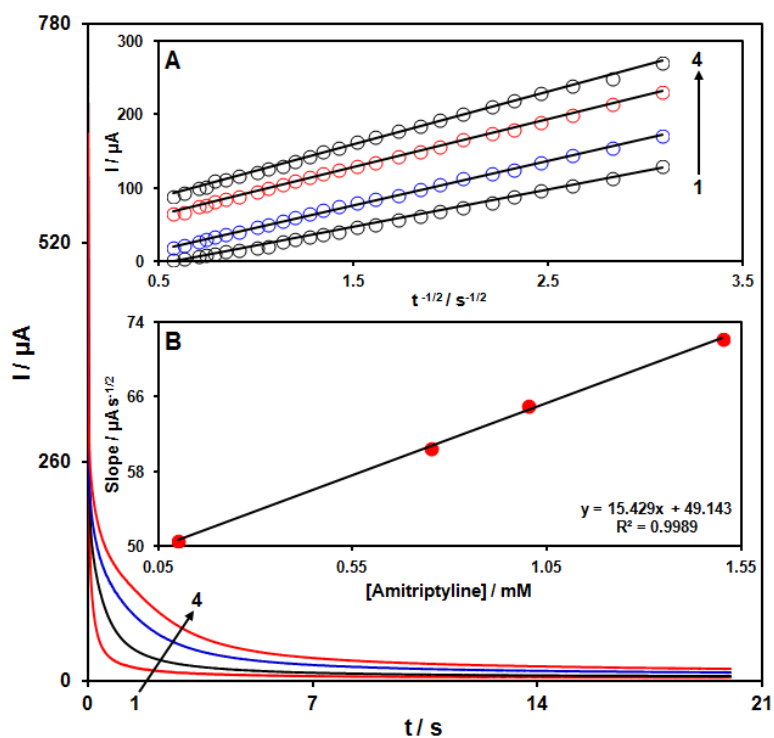 780
520
260
0
I / µA
0
1
7
14
21
t / s
4
A
300
200
100
0
I / µA
0.5
1.5
2.5
3.5
t -1/2 / s-1/2
4
1
B
74
66
58
50
Slope / µA s-1/2
0.05
0.55
1.05
1.55
[Amitriptyline] / mM
y = 15.429x + 49.143
R² = 0.9989